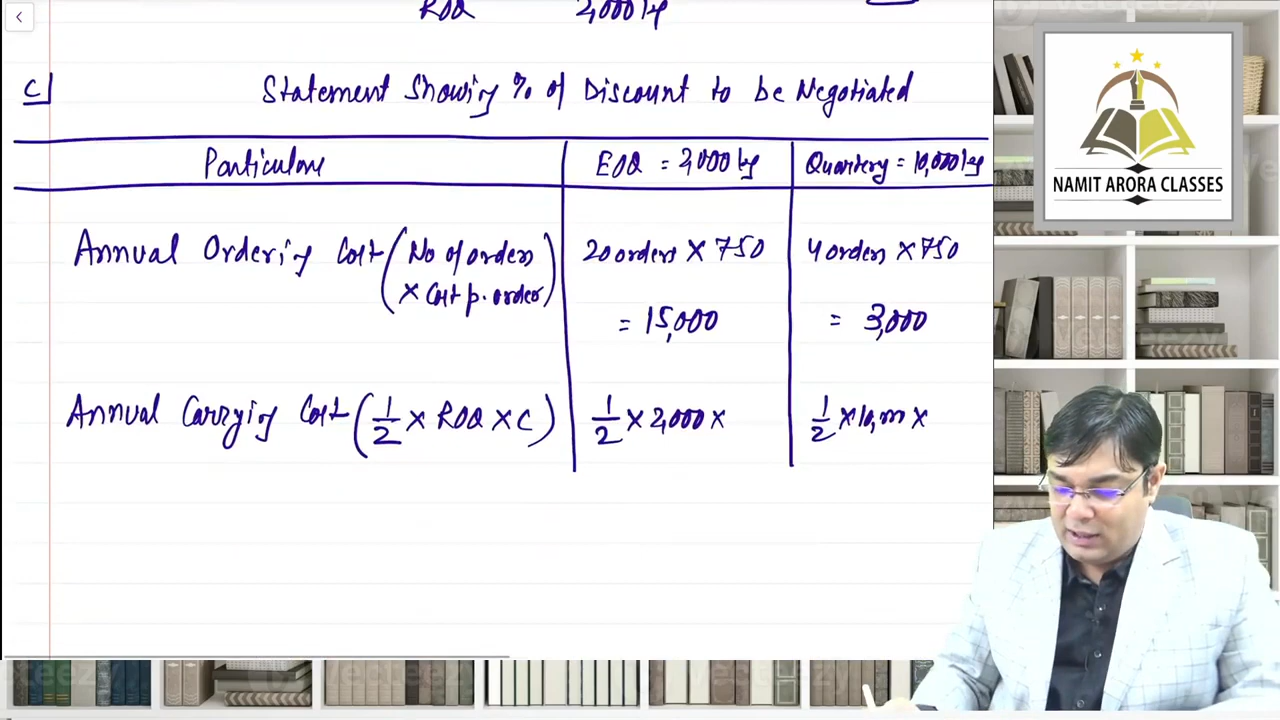 ROQ 2,000 kg
C] Statement Showing % of Discount to be Negotiated
Particulars EOQ = 2,000 kg Quarterly = 10,000 kg
Annual Ordering Cost (No of orders 20 orders × 750 4 orders × 750
× Cost p. order)
= 15,000 = 3,000
Annual Carrying Cost (1/2 × ROQ × C) 1/2 × 2,000 × 1/2 × 10,000 ×
NAMIT ARORA CLASSES